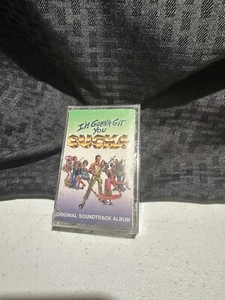 I'M GONNA GIT
YOU
SUCKA
ORIGINAL SOUNDTRACK ALBUM